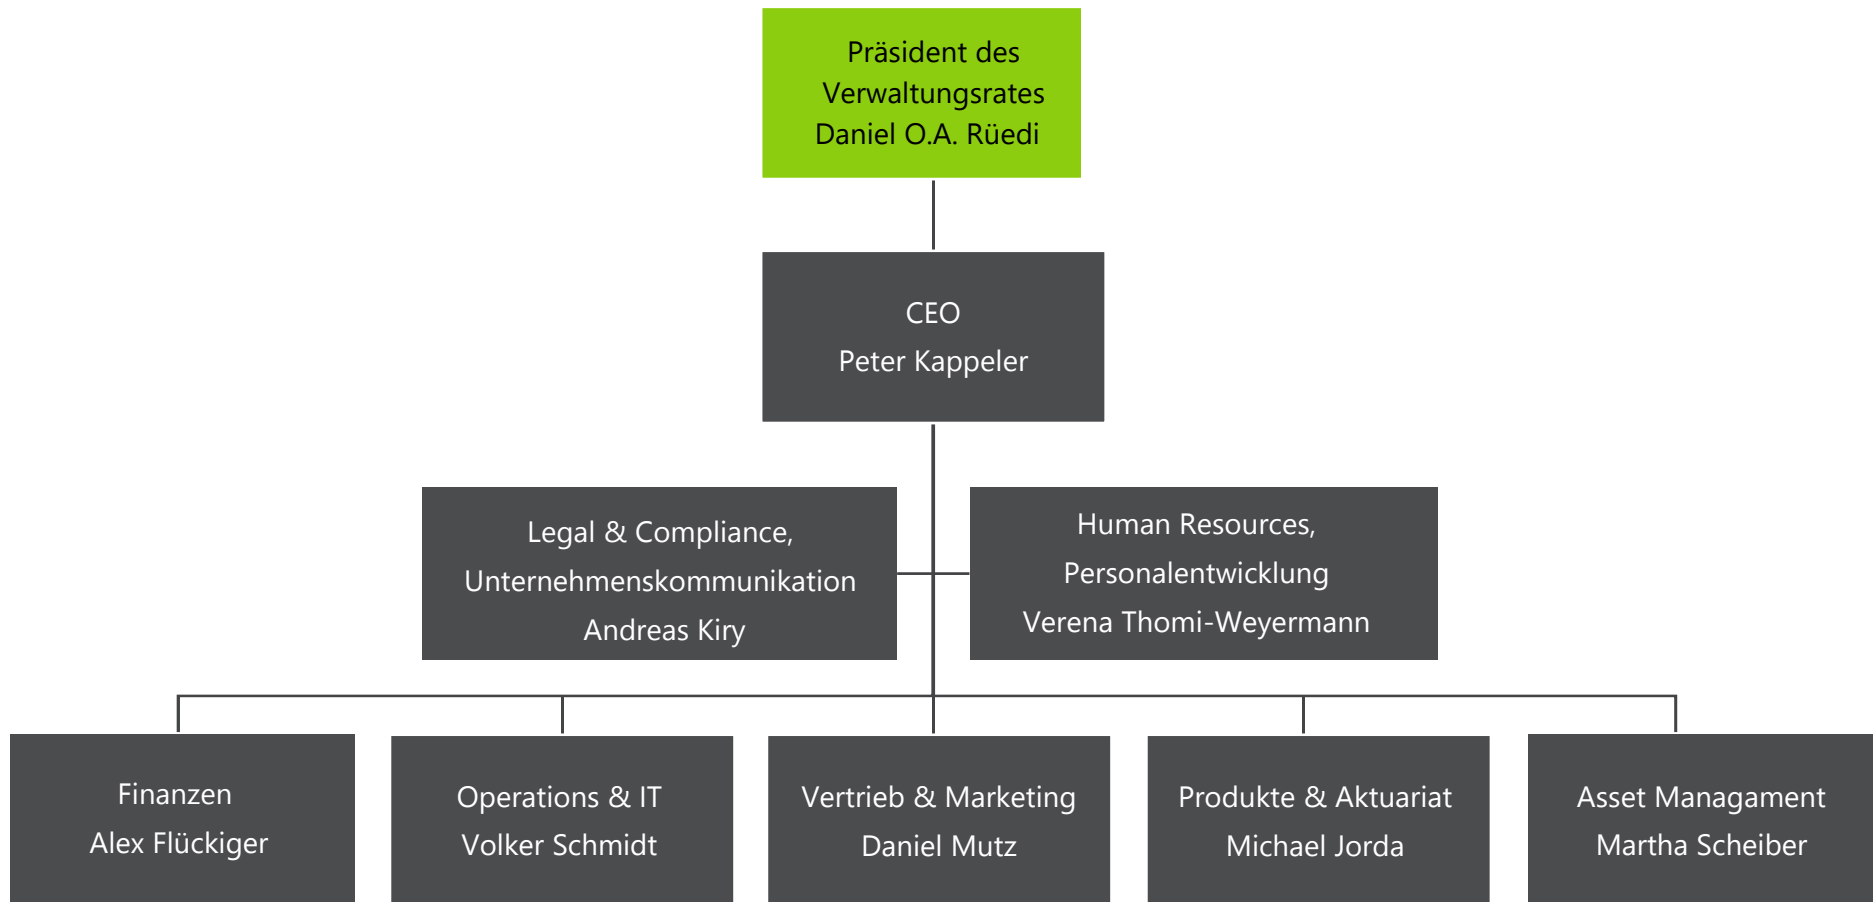 Präsident des
Verwaltungsrates
Daniel O.A. Rüedi
CEO
Peter Kappeler
Legal & Compliance,
Unternehmenskommunikation
Andreas Kiry
Human Resources,
Personalentwicklung
Verena Thomi-Weyermann
Finanzen
Alex Flückiger
Operations & IT
Volker Schmidt
Vertrieb & Marketing
Daniel Mutz
Produkte & Aktuariat
Michael Jorda
Asset Managament
Martha Scheiber